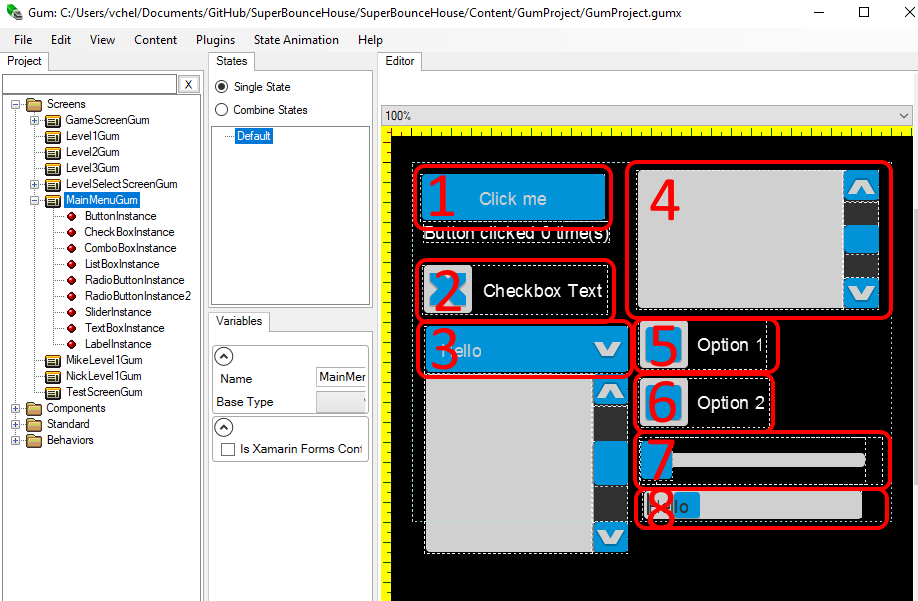 Gum: C:/Users/vchel/Documents/GitHub/SuperBounceHouse/SuperBounceHouse/Content/GumProject/GumProject.gumx
File Edit View Content Plugins State Animation Help
Project
X
Screens
GameScreenGum
Level1Gum
Level2Gum
Level3Gum
LevelSelectScreenGum
MainMenuGum
ButtonInstance
CheckBoxInstance
ComboBoxInstance
ListBoxInstance
RadioButtonInstance
RadioButtonInstance2
SliderInstance
TextBoxInstance
LabelInstance
MikeLevel1Gum
NickLevel1Gum
TestScreenGum
Components
Standard
Behaviors
States
Single State
Combine States
Default
Variables
Name MainMer
Base Type
Is Xamarin Forms Cont
Editor
100%
1 Click me
Button clicked 0 time(s)
2 Checkbox Text
3 Hello
4
5 Option 1
6 Option 2
7
8 Hello